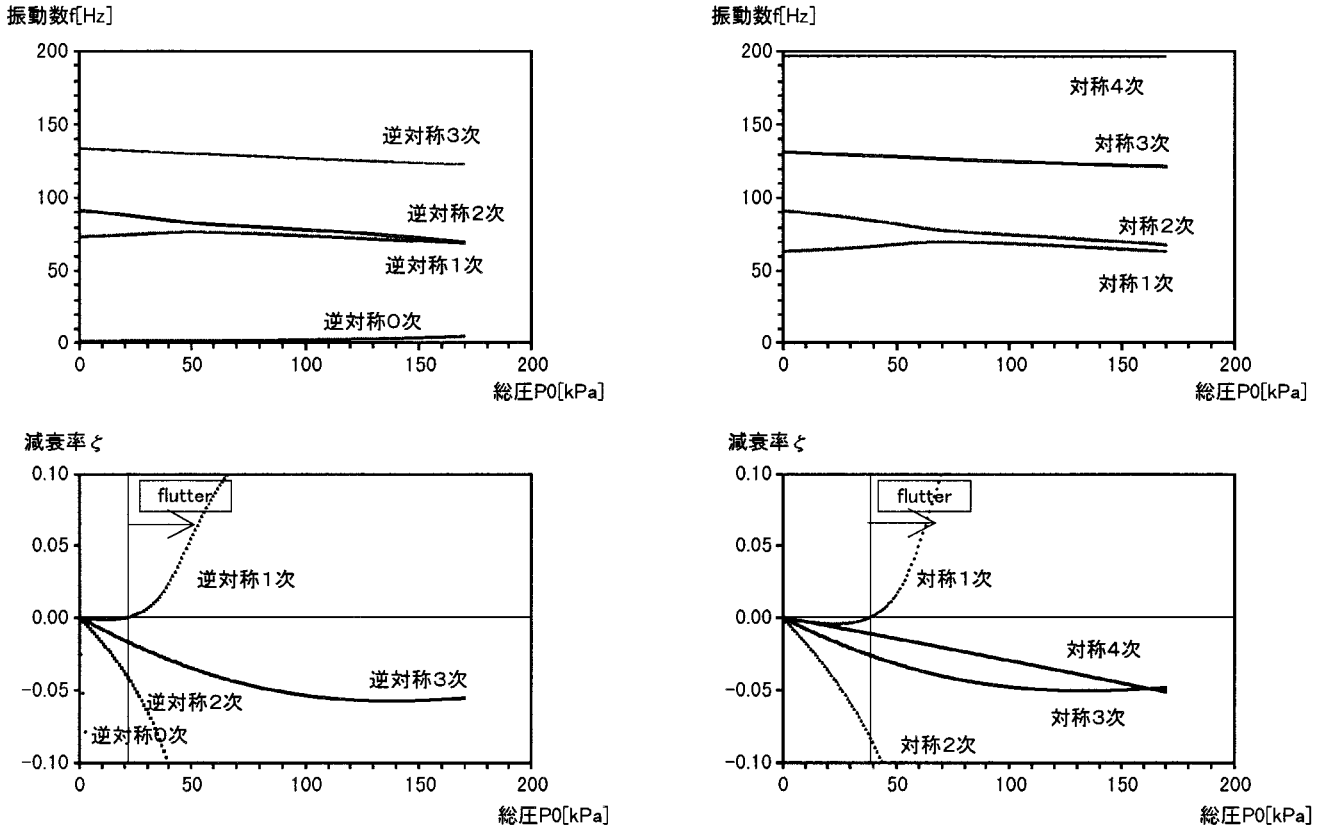 振動数f[Hz]
200
150
100
50
0
逆対称3次
逆対称2次
逆対称1次
逆対称0次
0
50
100
150
200
総圧P0[kPa]
振動数f[Hz]
200
150
100
50
0
対称4次
対称3次
対称2次
対称1次
0
50
100
150
200
総圧P0[kPa]
減衰率ζ
0.10
0.05
0.00
-0.05
-0.10
flutter
逆対称1次
逆対称3次
逆対称2次
逆対称0次
0
50
100
150
200
総圧P0[kPa]
減衰率ζ
0.10
0.05
0.00
-0.05
-0.10
flutter
対称1次
対称4次
対称3次
対称2次
0
50
100
150
200
総圧P0[kPa]